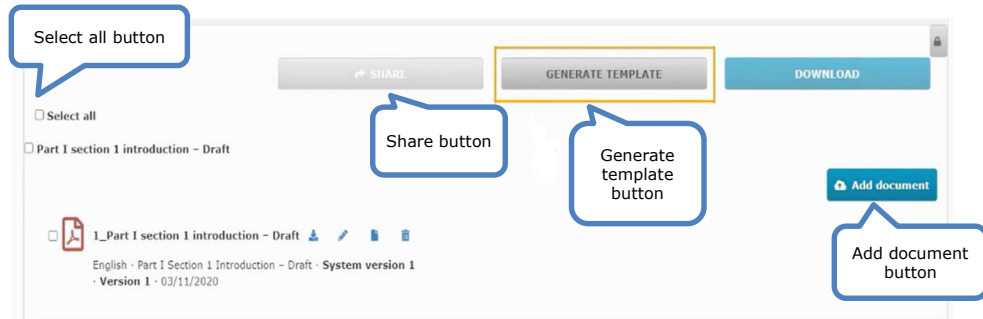 Select all button
SHARE
GENERATE TEMPLATE
DOWNLOAD
Select all
Share button
Part I section 1 introduction – Draft
Generate
template
button
Add document
1_Part I section 1 introduction – Draft
Add document
button
English · Part I Section 1 Introduction – Draft · System version 1
· Version 1 · 03/11/2020